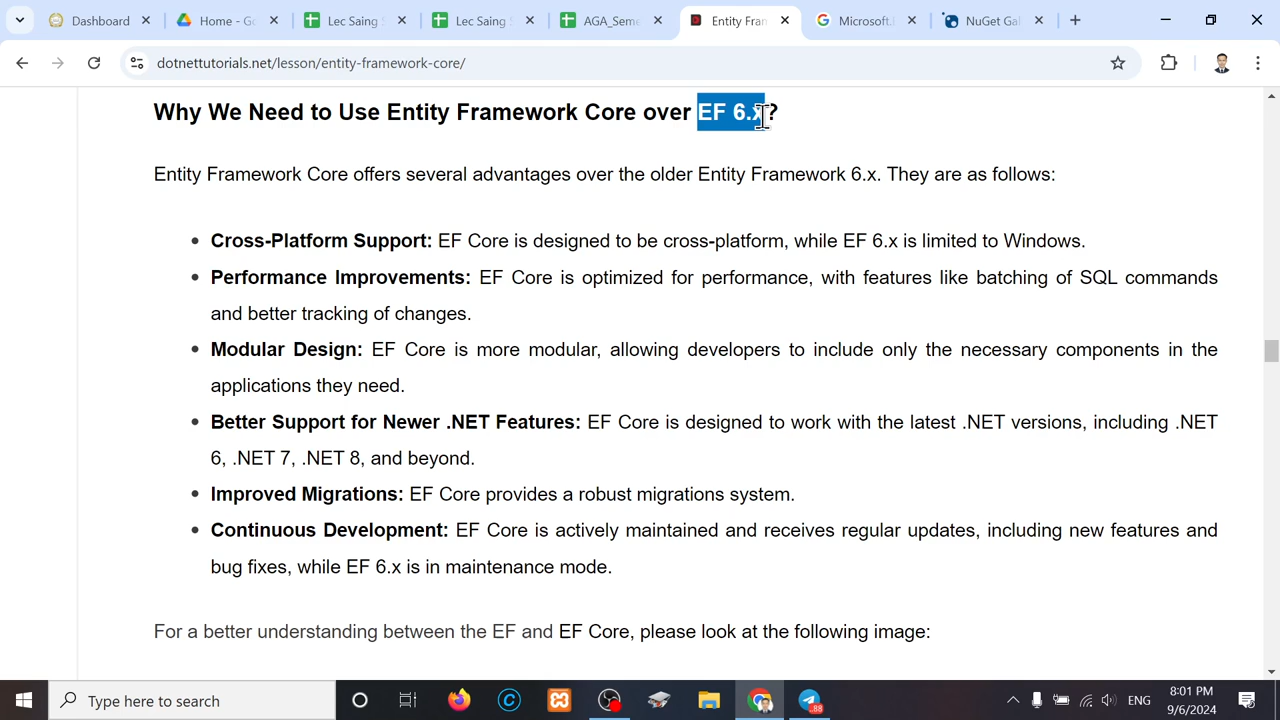 Dashboard
Home - Go
Lec Saing S
Lec Saing S
AGA_Seme
Entity Fran
Microsoft.
NuGet Gal
dotnettutorials.net/lesson/entity-framework-core/
Why We Need to Use Entity Framework Core over EF 6.x?
Entity Framework Core offers several advantages over the older Entity Framework 6.x. They are as follows:
Cross-Platform Support: EF Core is designed to be cross-platform, while EF 6.x is limited to Windows.
Performance Improvements: EF Core is optimized for performance, with features like batching of SQL commands
and better tracking of changes.
Modular Design: EF Core is more modular, allowing developers to include only the necessary components in the
applications they need.
Better Support for Newer .NET Features: EF Core is designed to work with the latest .NET versions, including .NET
6, .NET 7, .NET 8, and beyond.
Improved Migrations: EF Core provides a robust migrations system.
Continuous Development: EF Core is actively maintained and receives regular updates, including new features and
bug fixes, while EF 6.x is in maintenance mode.
For a better understanding between the EF and EF Core, please look at the following image:
Type here to search
.88
ENG
8:01 PM
9/6/2024